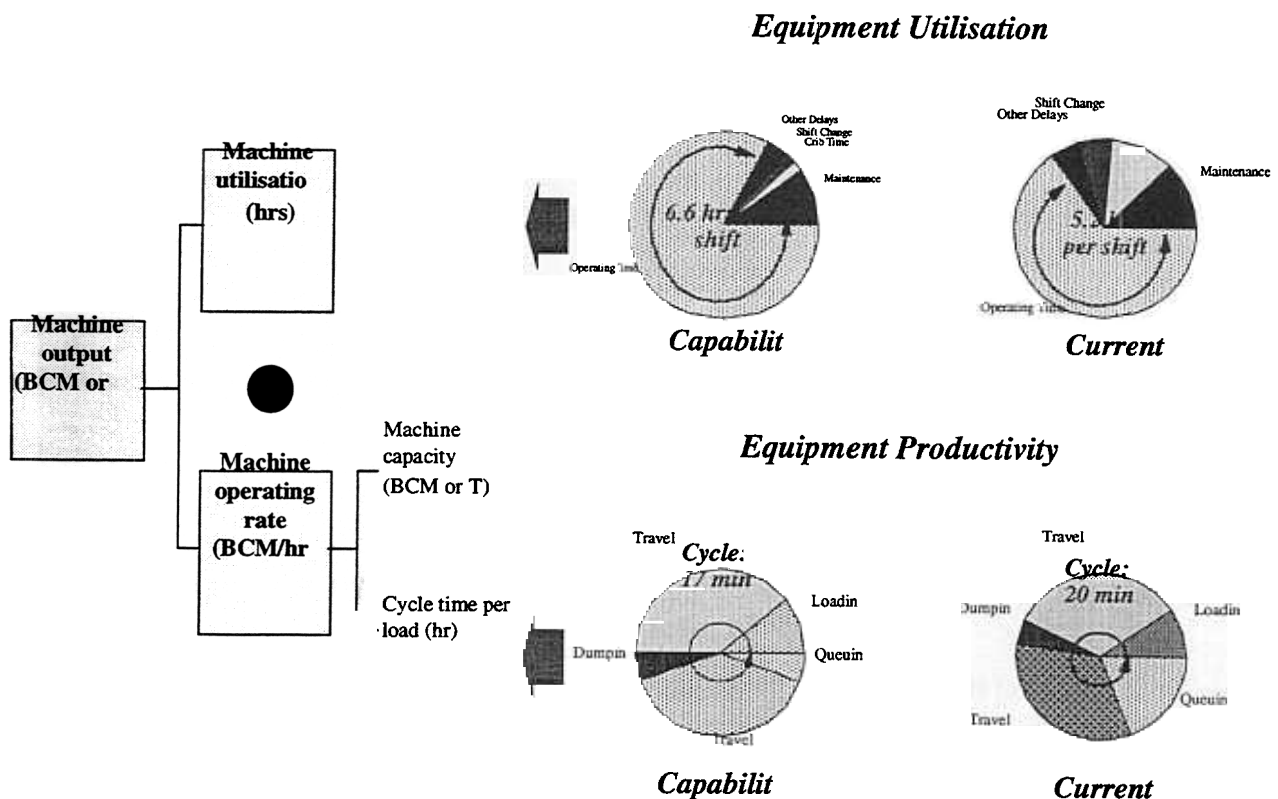 Equipment Utilisation
Machine
utilisatio
(hrs)
Machine
output
(BCM or
Machine
operating
rate
(BCM/hr
Machine
capacity
(BCM or T)
Cycle time per
load (hr)
Other Delays
Shift Change
Crib Time
Maintenance
6.6 hr
shift
Operating
Capabilit
Shift Change
Other Delays
Maintenance
per shift
Operating
Current
Equipment Productivity
Travel
Cycle:
17 min
Loadin
Dumpin
Queuin
Travel
Capabilit
Travel
Cycle:
20 min
Dumpin
Loadin
Queuin
Travel
Current